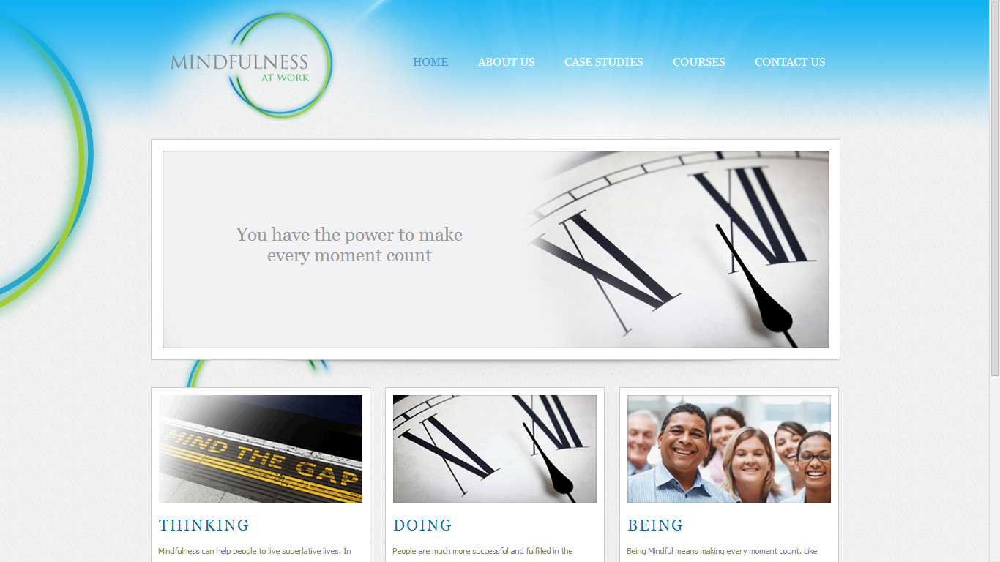 MINDFULNESS
AT WORK
HOME ABOUT US CASE STUDIES COURSES CONTACT US
You have the power to make
every moment count
MIND THE GAP
THINKING
Mindfulness can help people to live superlative lives. In
DOING
People are much more successful and fulfilled in the
BEING
Being Mindful means making every moment count. Like